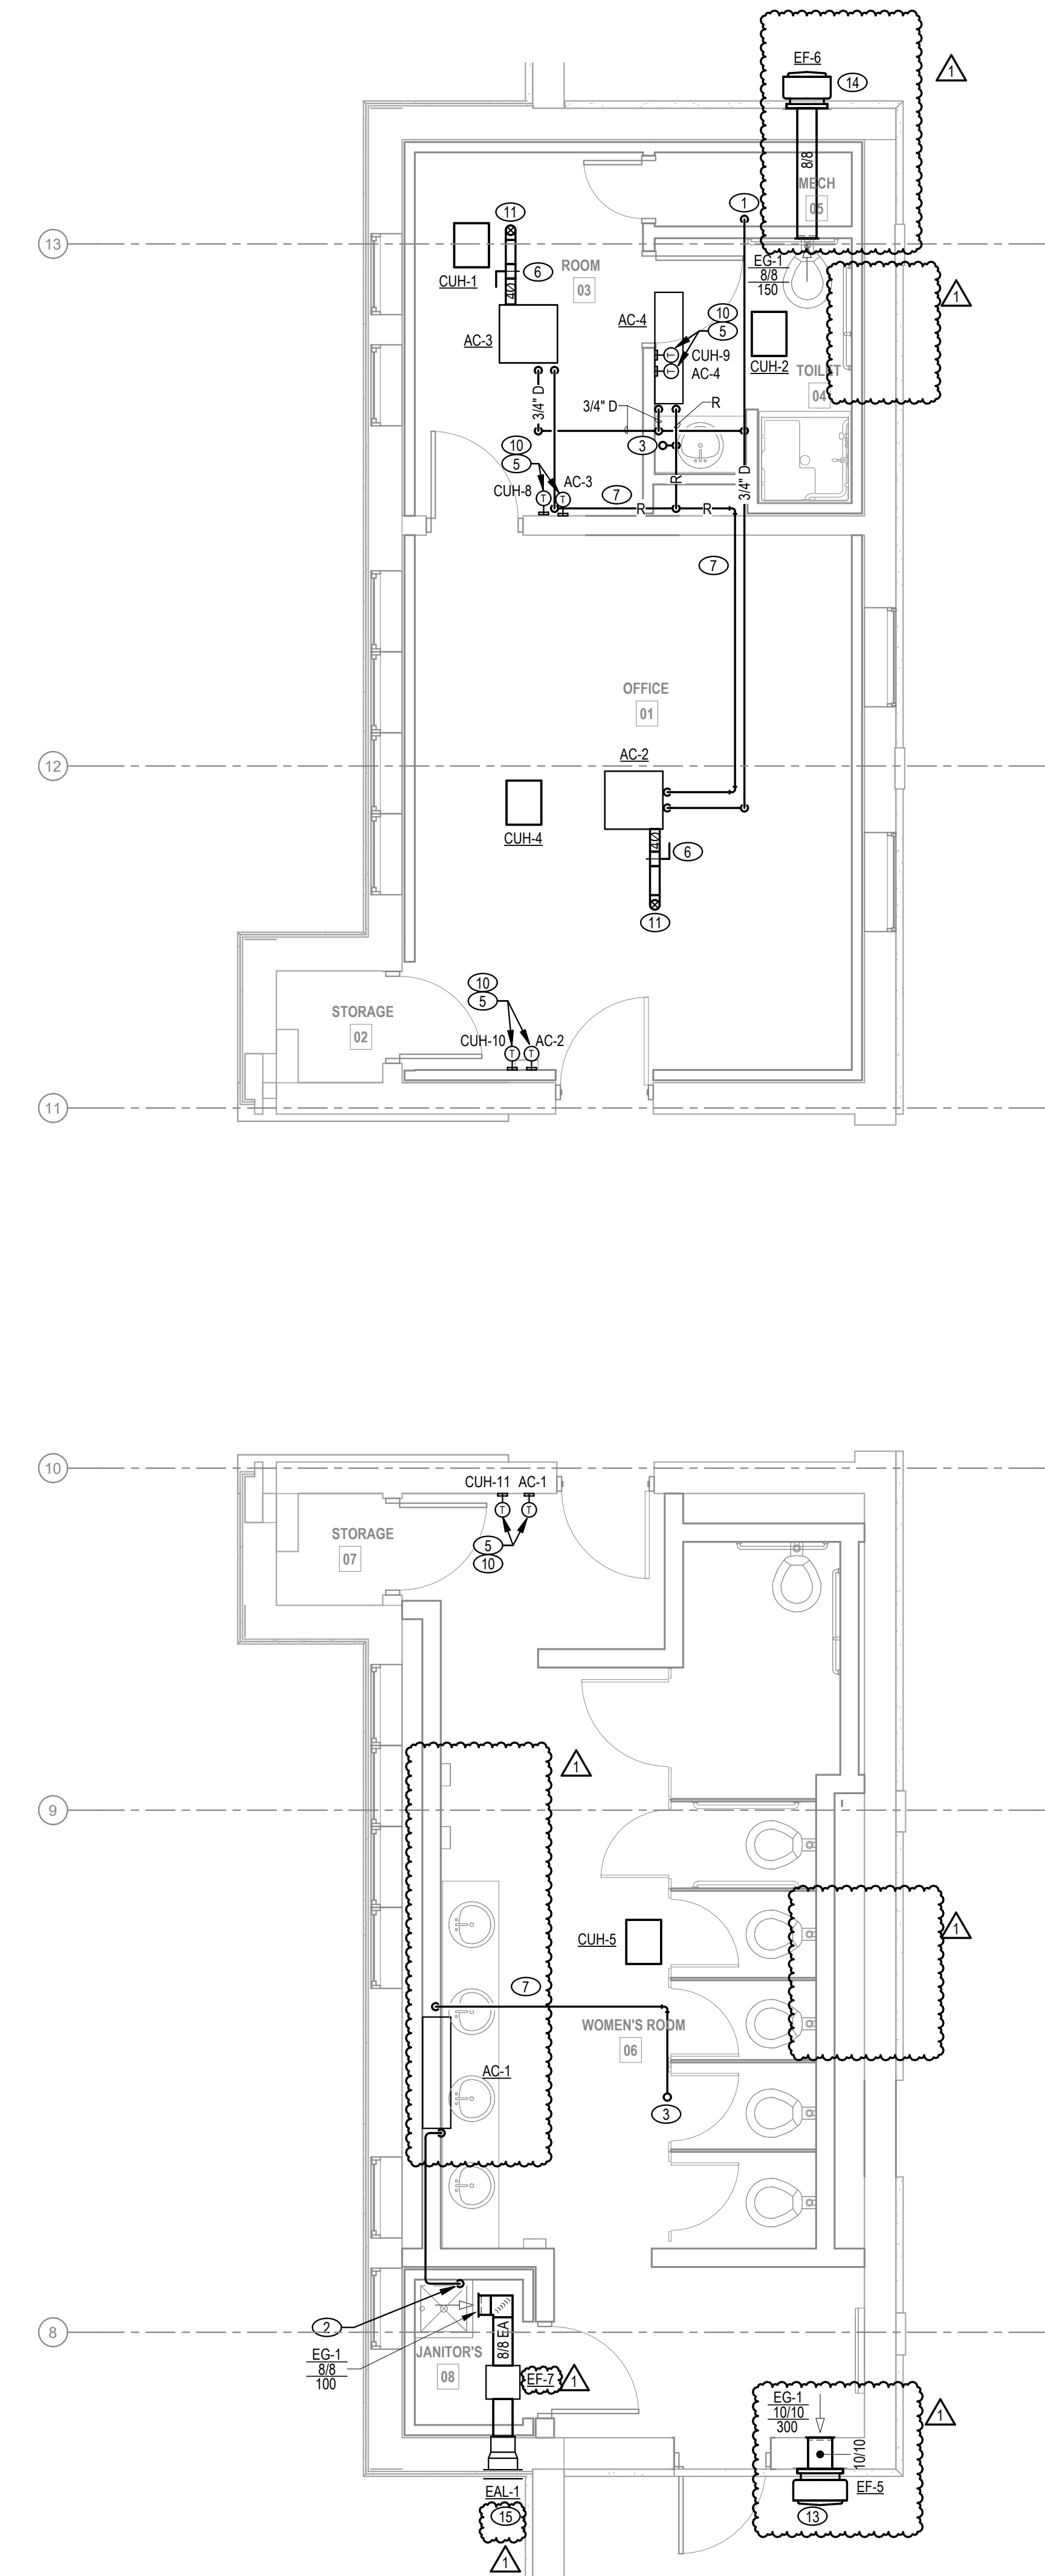 EF-6
14
1
8/8
MECH
05
1
11
13
6
ROOM
03
CUH-1
4Ø
EG-1
8/8
150
1
AC-3
AC-4
10
5
CUH-9
AC-4
CUH-2
TOILET
04
3/4" D
3/4" D
R
3
10
5
AC-3
CUH-8
7
R
3/4" D
R
R
7
OFFICE
01
AC-2
12
CUH-4
4Ø
6
11
10
5
STORAGE
02
CUH-10
AC-2
11
10
CUH-11
AC-1
STORAGE
07
5
10
1
9
1
CUH-5
7
WOMEN'S ROOM
06
AC-1
3
2
8
8/8 EA
EG-1
8/8
100
JANITOR'S
08
EF-7
1
EG-1
10/10
300
1
10/10
EAL-1
EF-5
15
13
1
T
T
T
T
T
T
T
T